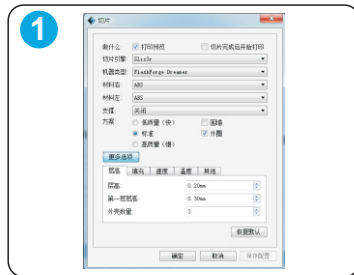 1
切片
做什么: 打印预览 切片完成后开始打印
切片引擎: Slic3r
机器类型: FlashForge Dreamer
材料右: ABS
材料左: ABS
支撑: 关闭
方案: 低质量（快） 围墙
标准 外圈
高质量（慢）
更多选项
层高 填充 速度 温度 其他
层高: 0.20mm
第一层层高: 0.30mm
外壳数量: 3
恢复默认
确定 取消 保存配置